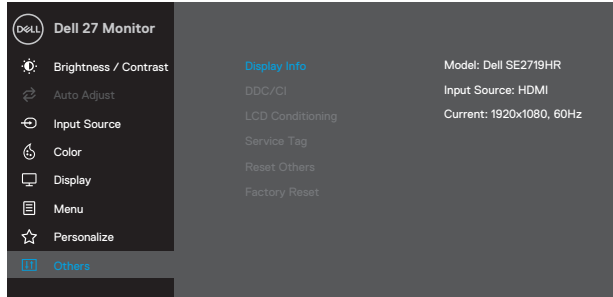 DELL Dell 27 Monitor
Brightness / Contrast
Auto Adjust
Input Source
Color
Display
Menu
Personalize
Others
Display Info
DDC/CI
LCD Conditioning
Service Tag
Reset Others
Factory Reset
Model: Dell SE2719HR
Input Source: HDMI
Current: 1920x1080, 60Hz